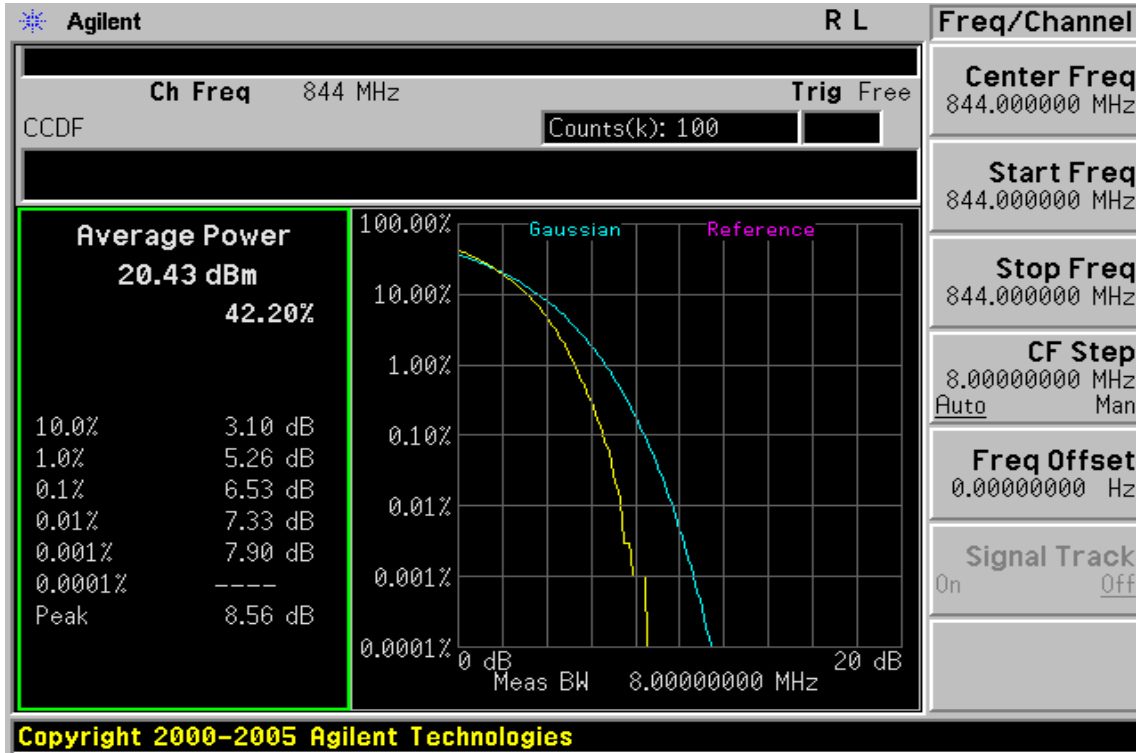 Agilent R L
Ch Freq 844 MHz Trig Free
CCDF Counts(k): 100
Average Power
20.43 dBm
42.20%
10.0% 3.10 dB
1.0% 5.26 dB
0.1% 6.53 dB
0.01% 7.33 dB
0.001% 7.90 dB
0.0001% ----
Peak 8.56 dB
100.00%
10.00%
1.00%
0.10%
0.01%
0.001%
0.0001%
Gaussian Reference
0 dB 20 dB
Meas BW 8.00000000 MHz
Freq/Channel
Center Freq
844.000000 MHz
Start Freq
844.000000 MHz
Stop Freq
844.000000 MHz
CF Step
8.00000000 MHz
Auto Man
Freq Offset
0.00000000 Hz
Signal Track
On Off
Copyright 2000-2005 Agilent Technologies